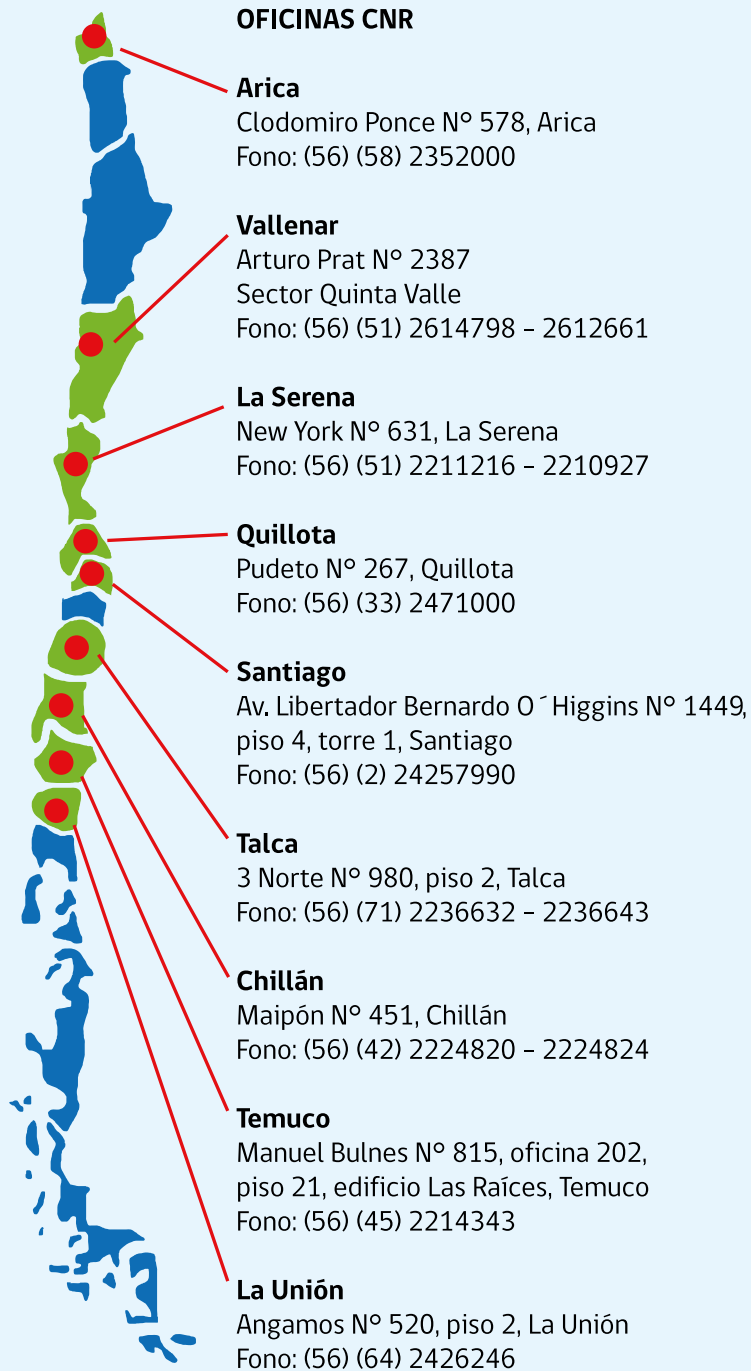 OFICINAS CNR
Arica
Clodomiro Ponce N° 578, Arica
Fono: (56) (58) 2352000
Vallenar
Arturo Prat N° 2387
Sector Quinta Valle
Fono: (56) (51) 2614798 – 2612661
La Serena
New York N° 631, La Serena
Fono: (56) (51) 2211216 – 2210927
Quillota
Pudeto N° 267, Quillota
Fono: (56) (33) 2471000
Santiago
Av. Libertador Bernardo O´Higgins N° 1449,
piso 4, torre 1, Santiago
Fono: (56) (2) 24257990
Talca
3 Norte N° 980, piso 2, Talca
Fono: (56) (71) 2236632 – 2236643
Chillán
Maipón N° 451, Chillán
Fono: (56) (42) 2224820 – 2224824
Temuco
Manuel Bulnes N° 815, oficina 202,
piso 21, edificio Las Raíces, Temuco
Fono: (56) (45) 2214343
La Unión
Angamos N° 520, piso 2, La Unión
Fono: (56) (64) 2426246